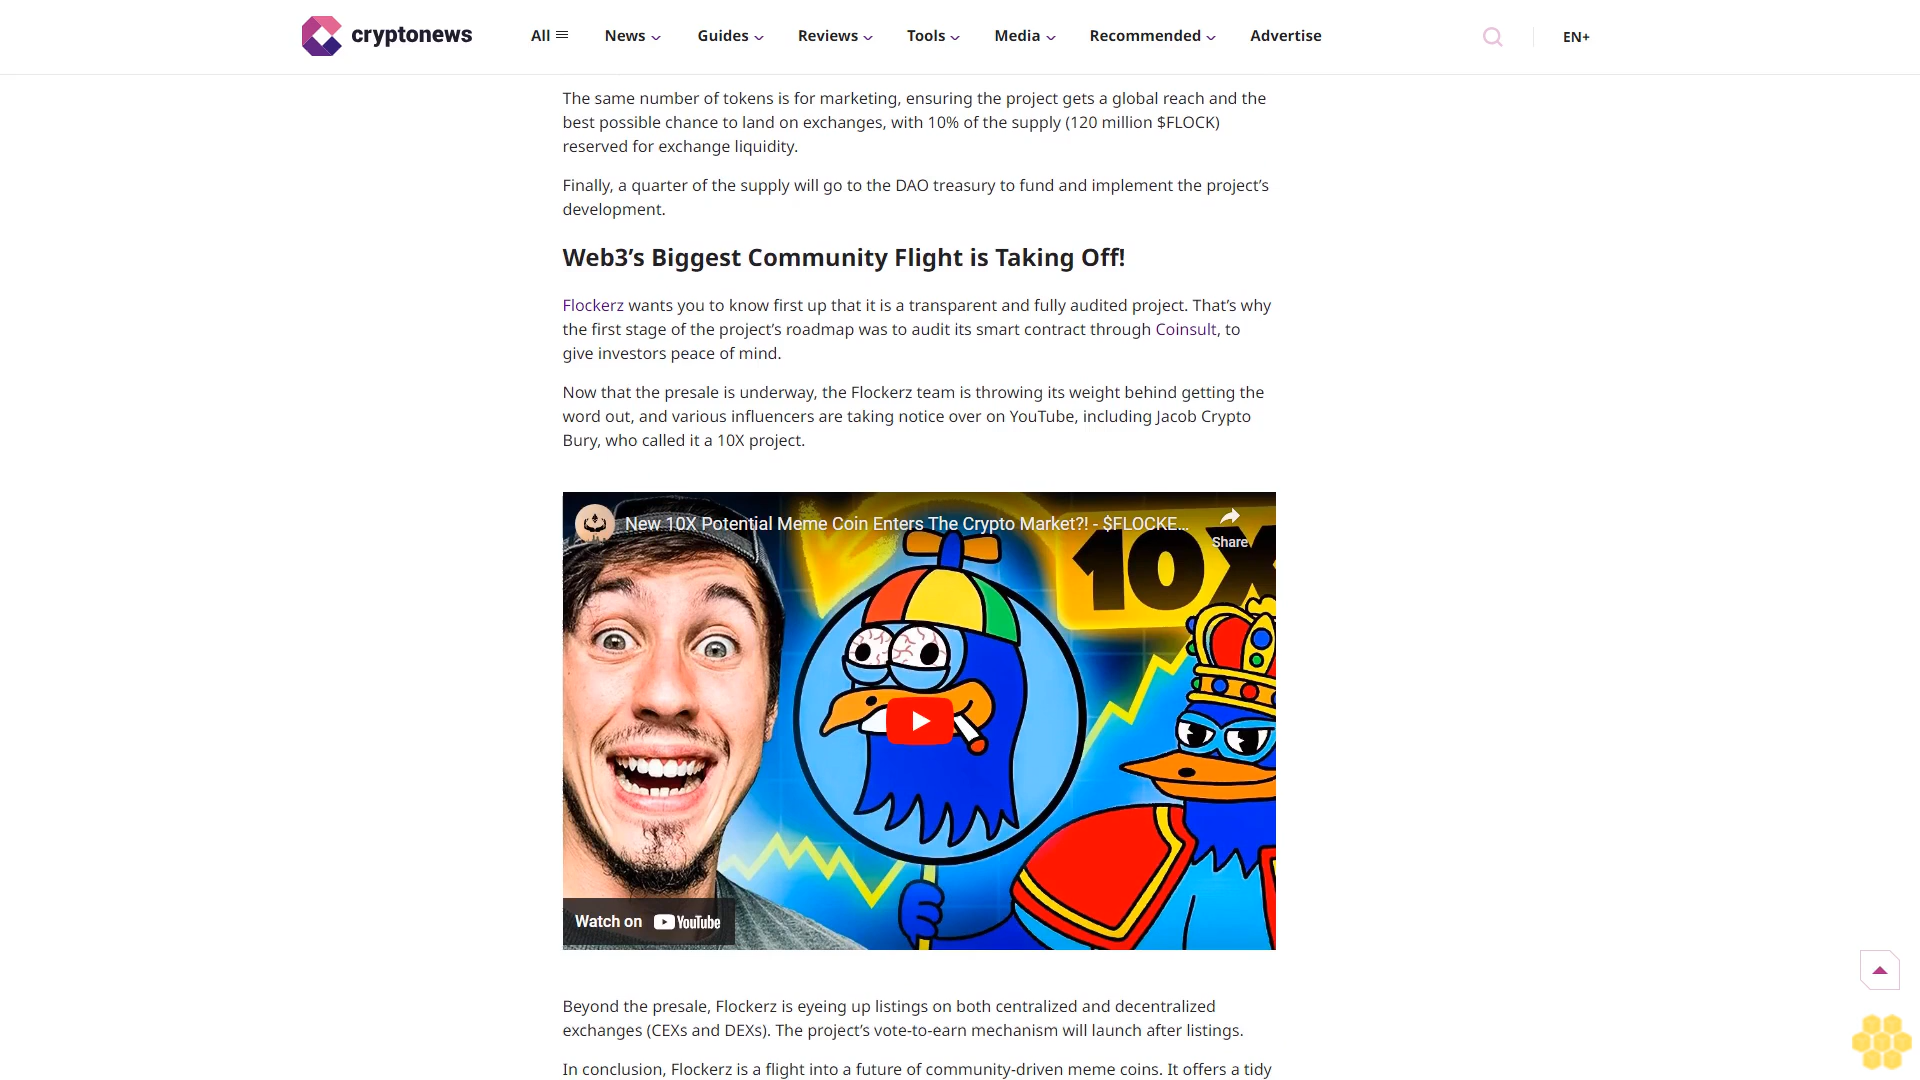 cryptonews
All
News
Guides
Reviews
Tools
Media
Recommended
Advertise
EN+
The same number of tokens is for marketing, ensuring the project gets a global reach and the
best possible chance to land on exchanges, with 10% of the supply (120 million $FLOCK)
reserved for exchange liquidity.
Finally, a quarter of the supply will go to the DAO treasury to fund and implement the project’s
development.
Web3’s Biggest Community Flight is Taking Off!
Flockerz wants you to know first up that it is a transparent and fully audited project. That’s why
the first stage of the project’s roadmap was to audit its smart contract through Coinsult, to
give investors peace of mind.
Now that the presale is underway, the Flockerz team is throwing its weight behind getting the
word out, and various influencers are taking notice over on YouTube, including Jacob Crypto
Bury, who called it a 10X project.
New 10X Potential Meme Coin Enters The Crypto Market?! - $FLOCKE...
Share
10X
Watch on YouTube
Beyond the presale, Flockerz is eyeing up listings on both centralized and decentralized
exchanges (CEXs and DEXs). The project’s vote-to-earn mechanism will launch after listings.
In conclusion, Flockerz is a flight into a future of community-driven meme coins. It offers a tidy